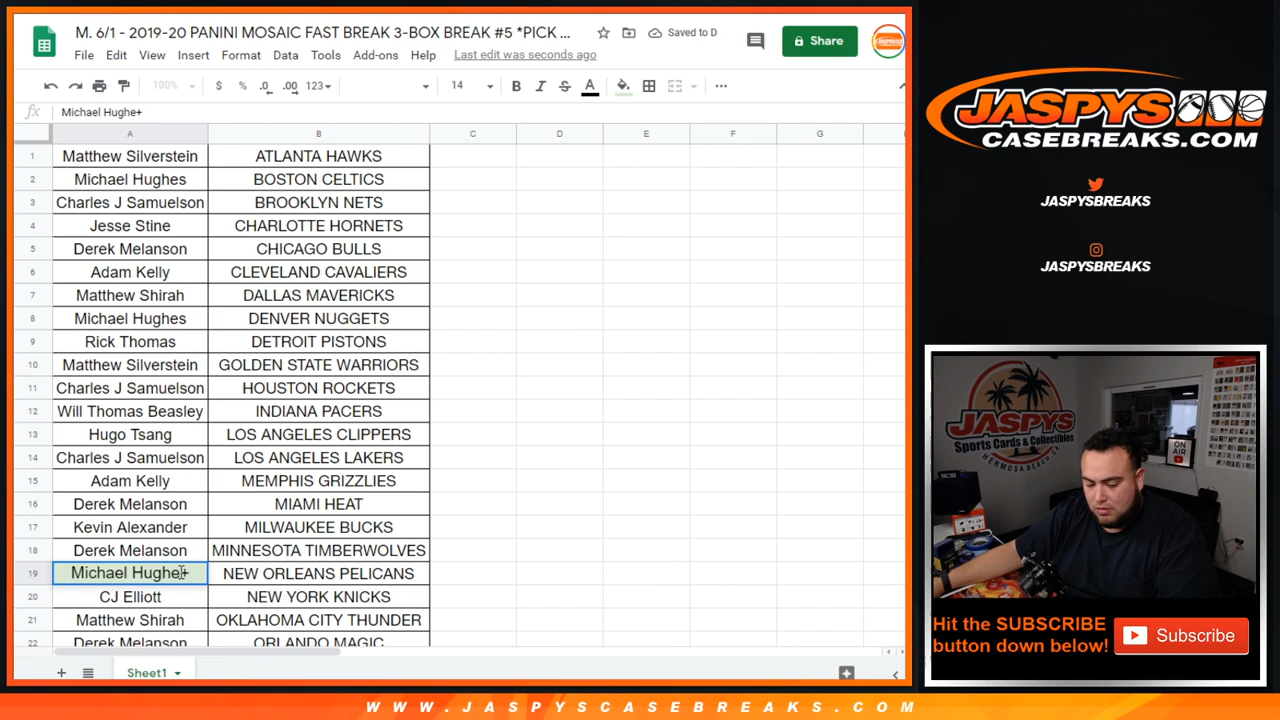 M. 6/1 - 2019-20 PANINI MOSAIC FAST BREAK 3-BOX BREAK #5 *PICK ...
Saved to D
Share
File Edit View Insert Format Data Tools Add-ons Help Last edit was seconds ago
100% $ % .0 .00 123 14 B I S A ...
fx Michael Hughe+
A B C D E F G
1 Matthew Silverstein ATLANTA HAWKS
2 Michael Hughes BOSTON CELTICS
3 Charles J Samuelson BROOKLYN NETS
4 Jesse Stine CHARLOTTE HORNETS
5 Derek Melanson CHICAGO BULLS
6 Adam Kelly CLEVELAND CAVALIERS
7 Matthew Shirah DALLAS MAVERICKS
8 Michael Hughes DENVER NUGGETS
9 Rick Thomas DETROIT PISTONS
10 Matthew Silverstein GOLDEN STATE WARRIORS
11 Charles J Samuelson HOUSTON ROCKETS
12 Will Thomas Beasley INDIANA PACERS
13 Hugo Tsang LOS ANGELES CLIPPERS
14 Charles J Samuelson LOS ANGELES LAKERS
15 Adam Kelly MEMPHIS GRIZZLIES
16 Derek Melanson MIAMI HEAT
17 Kevin Alexander MILWAUKEE BUCKS
18 Derek Melanson MINNESOTA TIMBERWOLVES
19 Michael Hughe+ NEW ORLEANS PELICANS
20 CJ Elliott NEW YORK KNICKS
21 Matthew Shirah OKLAHOMA CITY THUNDER
22 Derek Melanson ORLANDO MAGIC
Sheet1
JASPYS
CASEBREAKS.COM
JASPYSBREAKS
JASPYSBREAKS
JASPYS
Sports Cards & Collectibles
HERMOSA BEACH, CA
ON
AIR
Hit the SUBSCRIBE
button down below!
Subscribe
WWW.JASPYSCASEBREAKS.COM